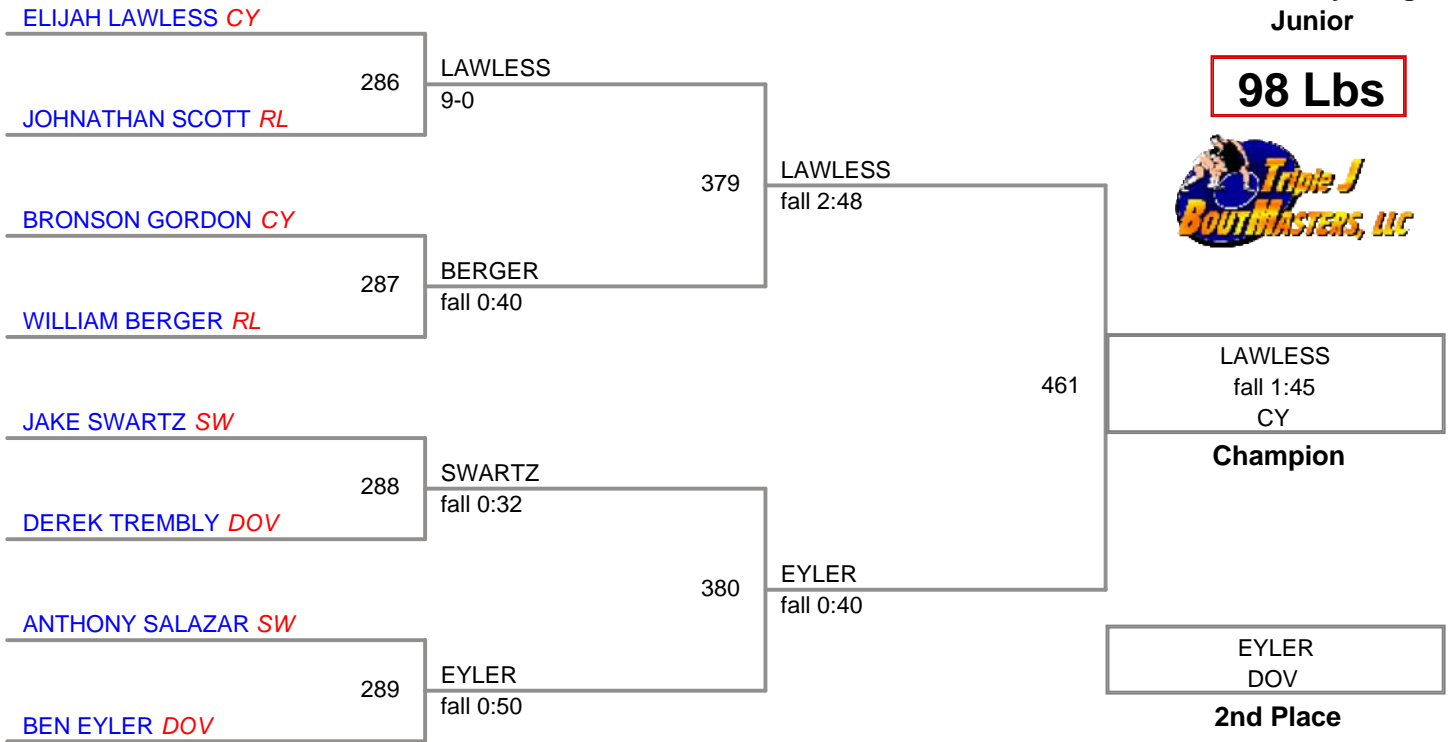 ELIJAH LAWLESS CY
Junior
286
LAWLESS
9-0
98 Lbs
JOHNATHAN SCOTT RL
379
LAWLESS
fall 2:48
Triple J
BOUTMASTERS, LLC
BRONSON GORDON CY
287
BERGER
fall 0:40
WILLIAM BERGER RL
461
LAWLESS
fall 1:45
CY
Champion
JAKE SWARTZ SW
288
SWARTZ
fall 0:32
DEREK TREMBLY DOV
380
EYLER
fall 0:40
ANTHONY SALAZAR SW
289
EYLER
fall 0:50
BEN EYLER DOV
EYLER
DOV
2nd Place